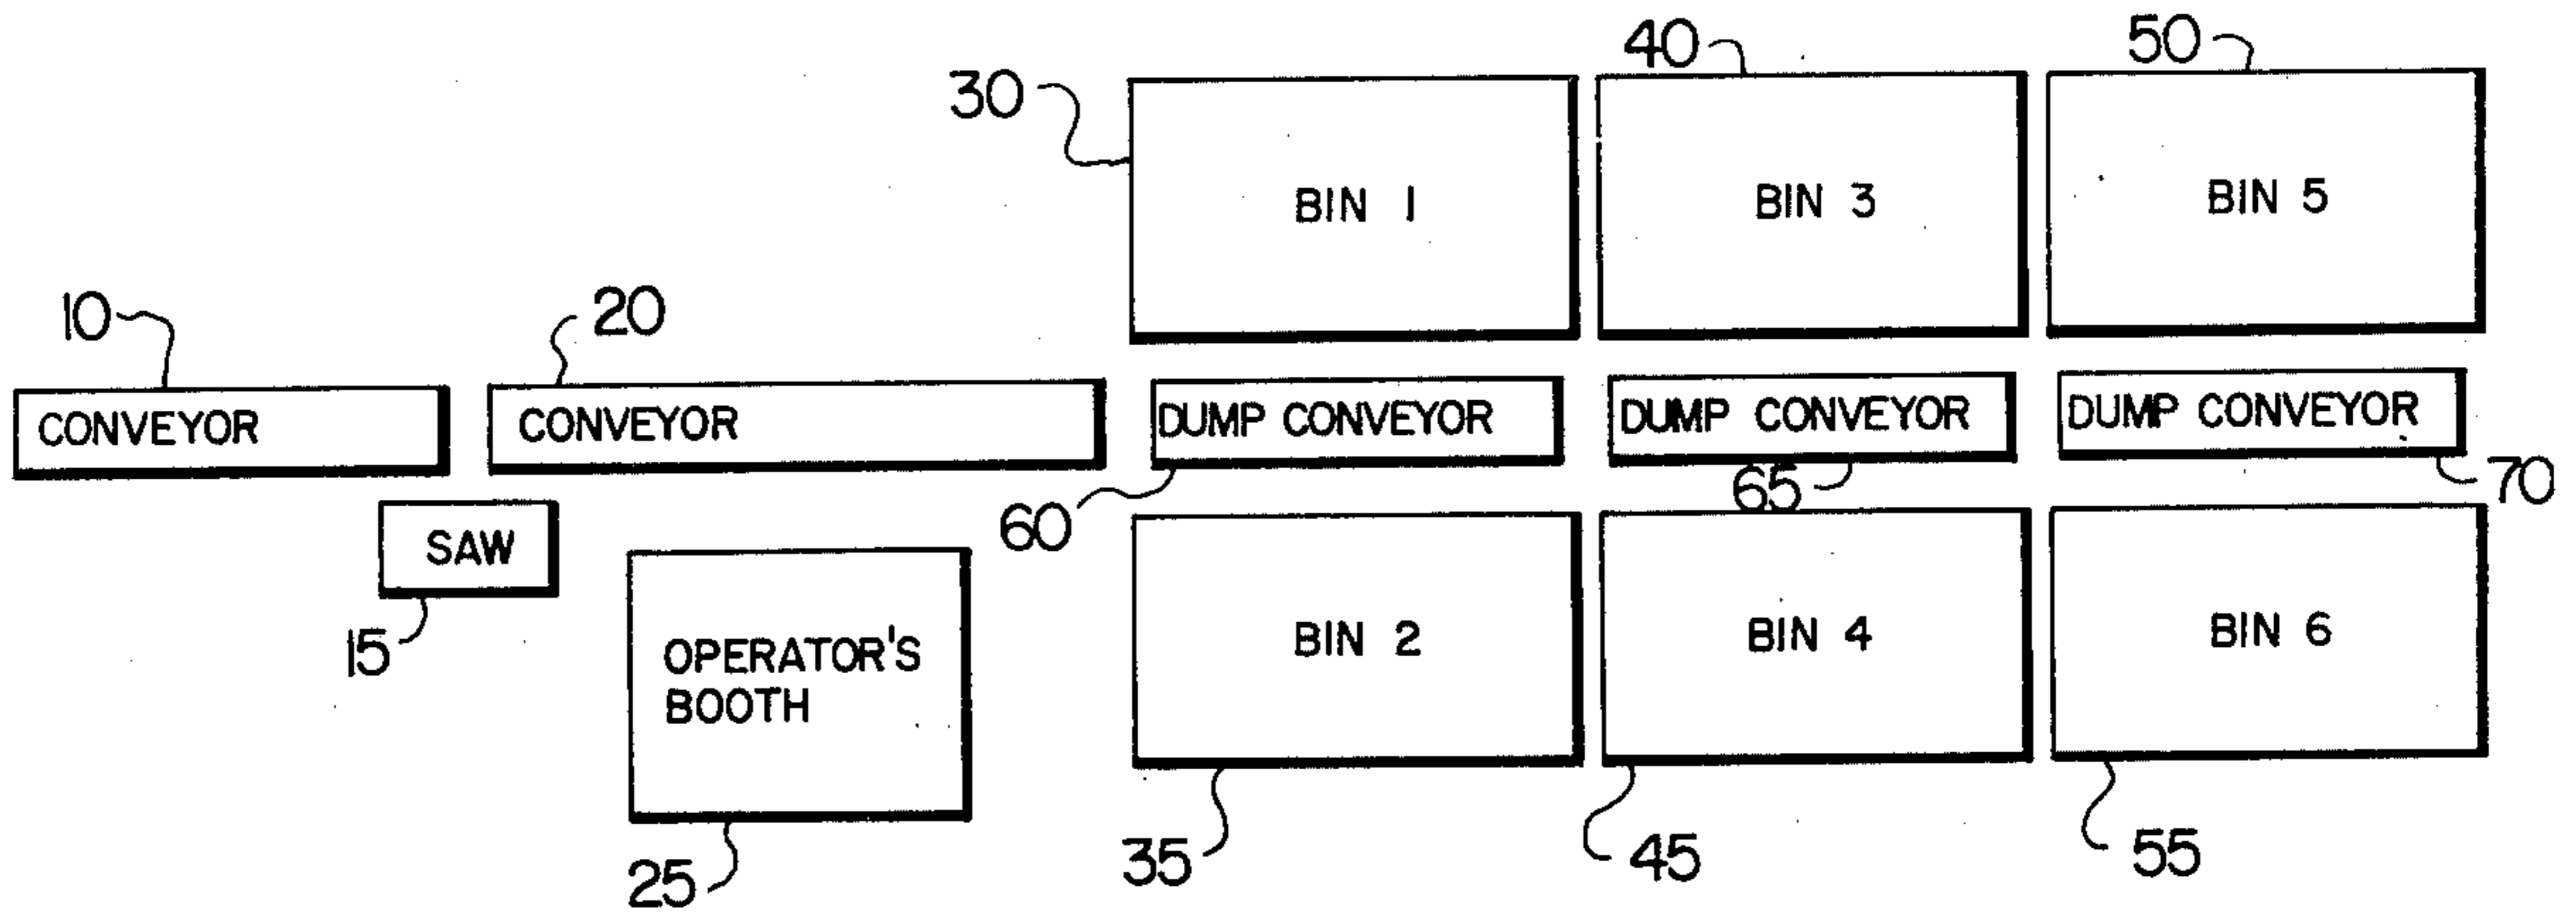 40
50
30
BIN 1
BIN 3
BIN 5
10
20
CONVEYOR
CONVEYOR
DUMP CONVEYOR
DUMP CONVEYOR
DUMP CONVEYOR
60
65
70
SAW
15
OPERATOR'S
BOOTH
BIN 2
BIN 4
BIN 6
25
35
45
55